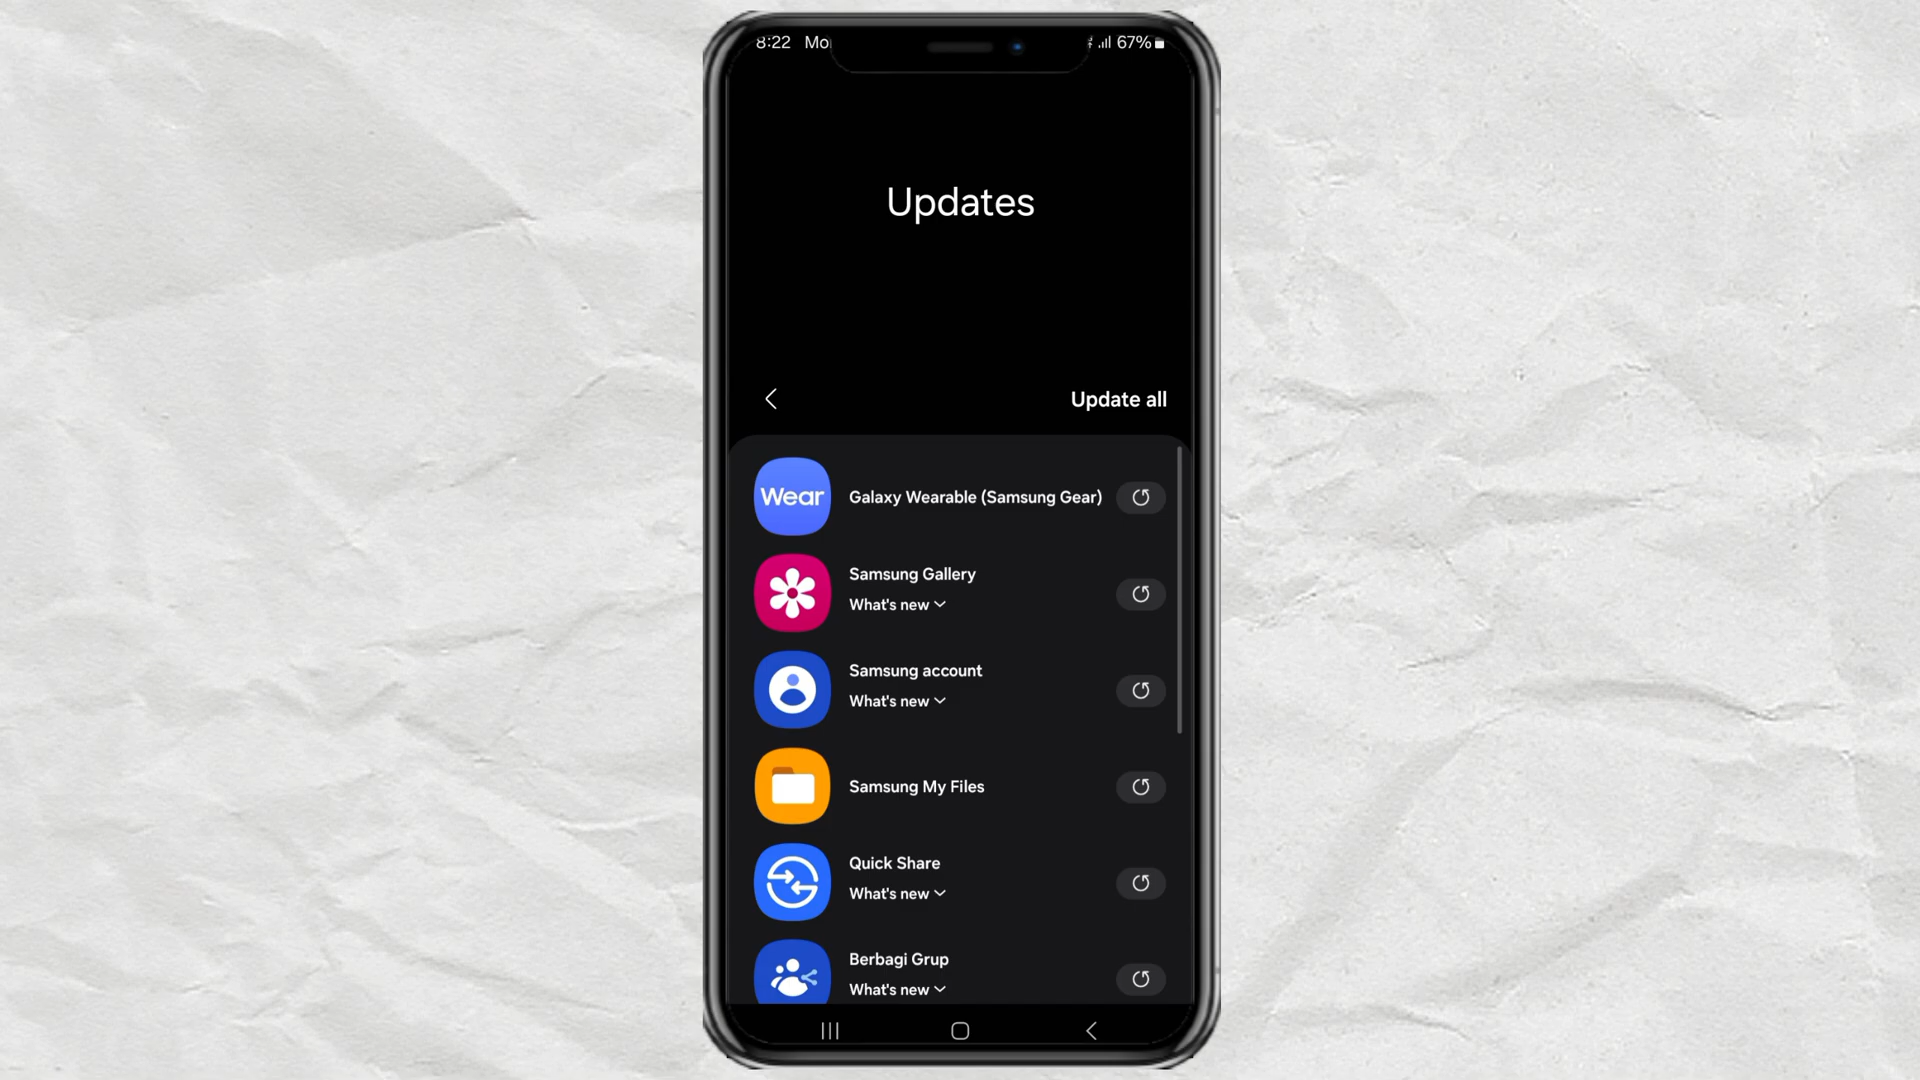 8:22 Mo
67%
Updates
Update all
Wear
Galaxy Wearable (Samsung Gear)
Samsung Gallery
What's new
Samsung account
What's new
Samsung My Files
Quick Share
What's new
Berbagi Grup
What's new